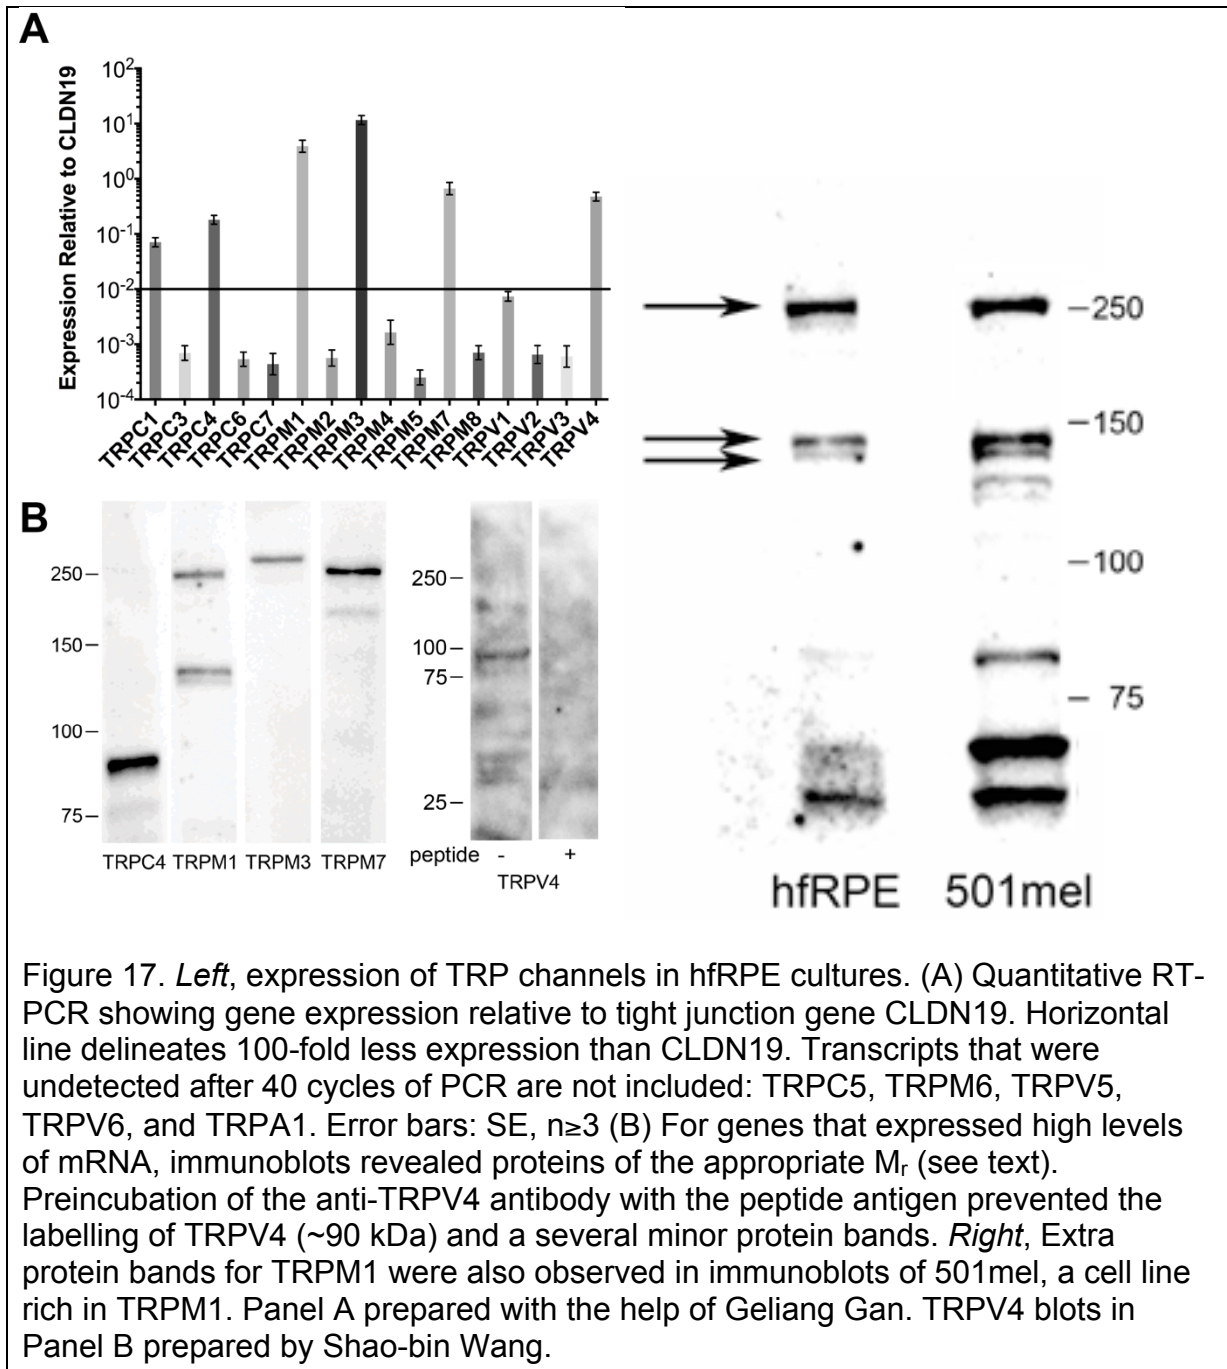 A
Expression Relative to CLDN19
10²
10¹
10⁰
10⁻¹
10⁻²
10⁻³
10⁻⁴
TRPC1
TRPC3
TRPC4
TRPC6
TRPC7
TRPM1
TRPM2
TRPM3
TRPM4
TRPM5
TRPM7
TRPM8
TRPV1
TRPV2
TRPV3
TRPV4
B
250
150
100
75
TRPC4 TRPM1 TRPM3 TRPM7
250
100
75
25
peptide - +
TRPV4
250
150
100
75
hfRPE 501mel
Figure 17. Left, expression of TRP channels in hfRPE cultures. (A) Quantitative RT-
PCR showing gene expression relative to tight junction gene CLDN19. Horizontal
line delineates 100-fold less expression than CLDN19. Transcripts that were
undetected after 40 cycles of PCR are not included: TRPC5, TRPM6, TRPV5,
TRPV6, and TRPA1. Error bars: SE, n≥3 (B) For genes that expressed high levels
of mRNA, immunoblots revealed proteins of the appropriate Mr (see text).
Preincubation of the anti-TRPV4 antibody with the peptide antigen prevented the
labelling of TRPV4 (~90 kDa) and a several minor protein bands. Right, Extra
protein bands for TRPM1 were also observed in immunoblots of 501mel, a cell line
rich in TRPM1. Panel A prepared with the help of Geliang Gan. TRPV4 blots in
Panel B prepared by Shao-bin Wang.